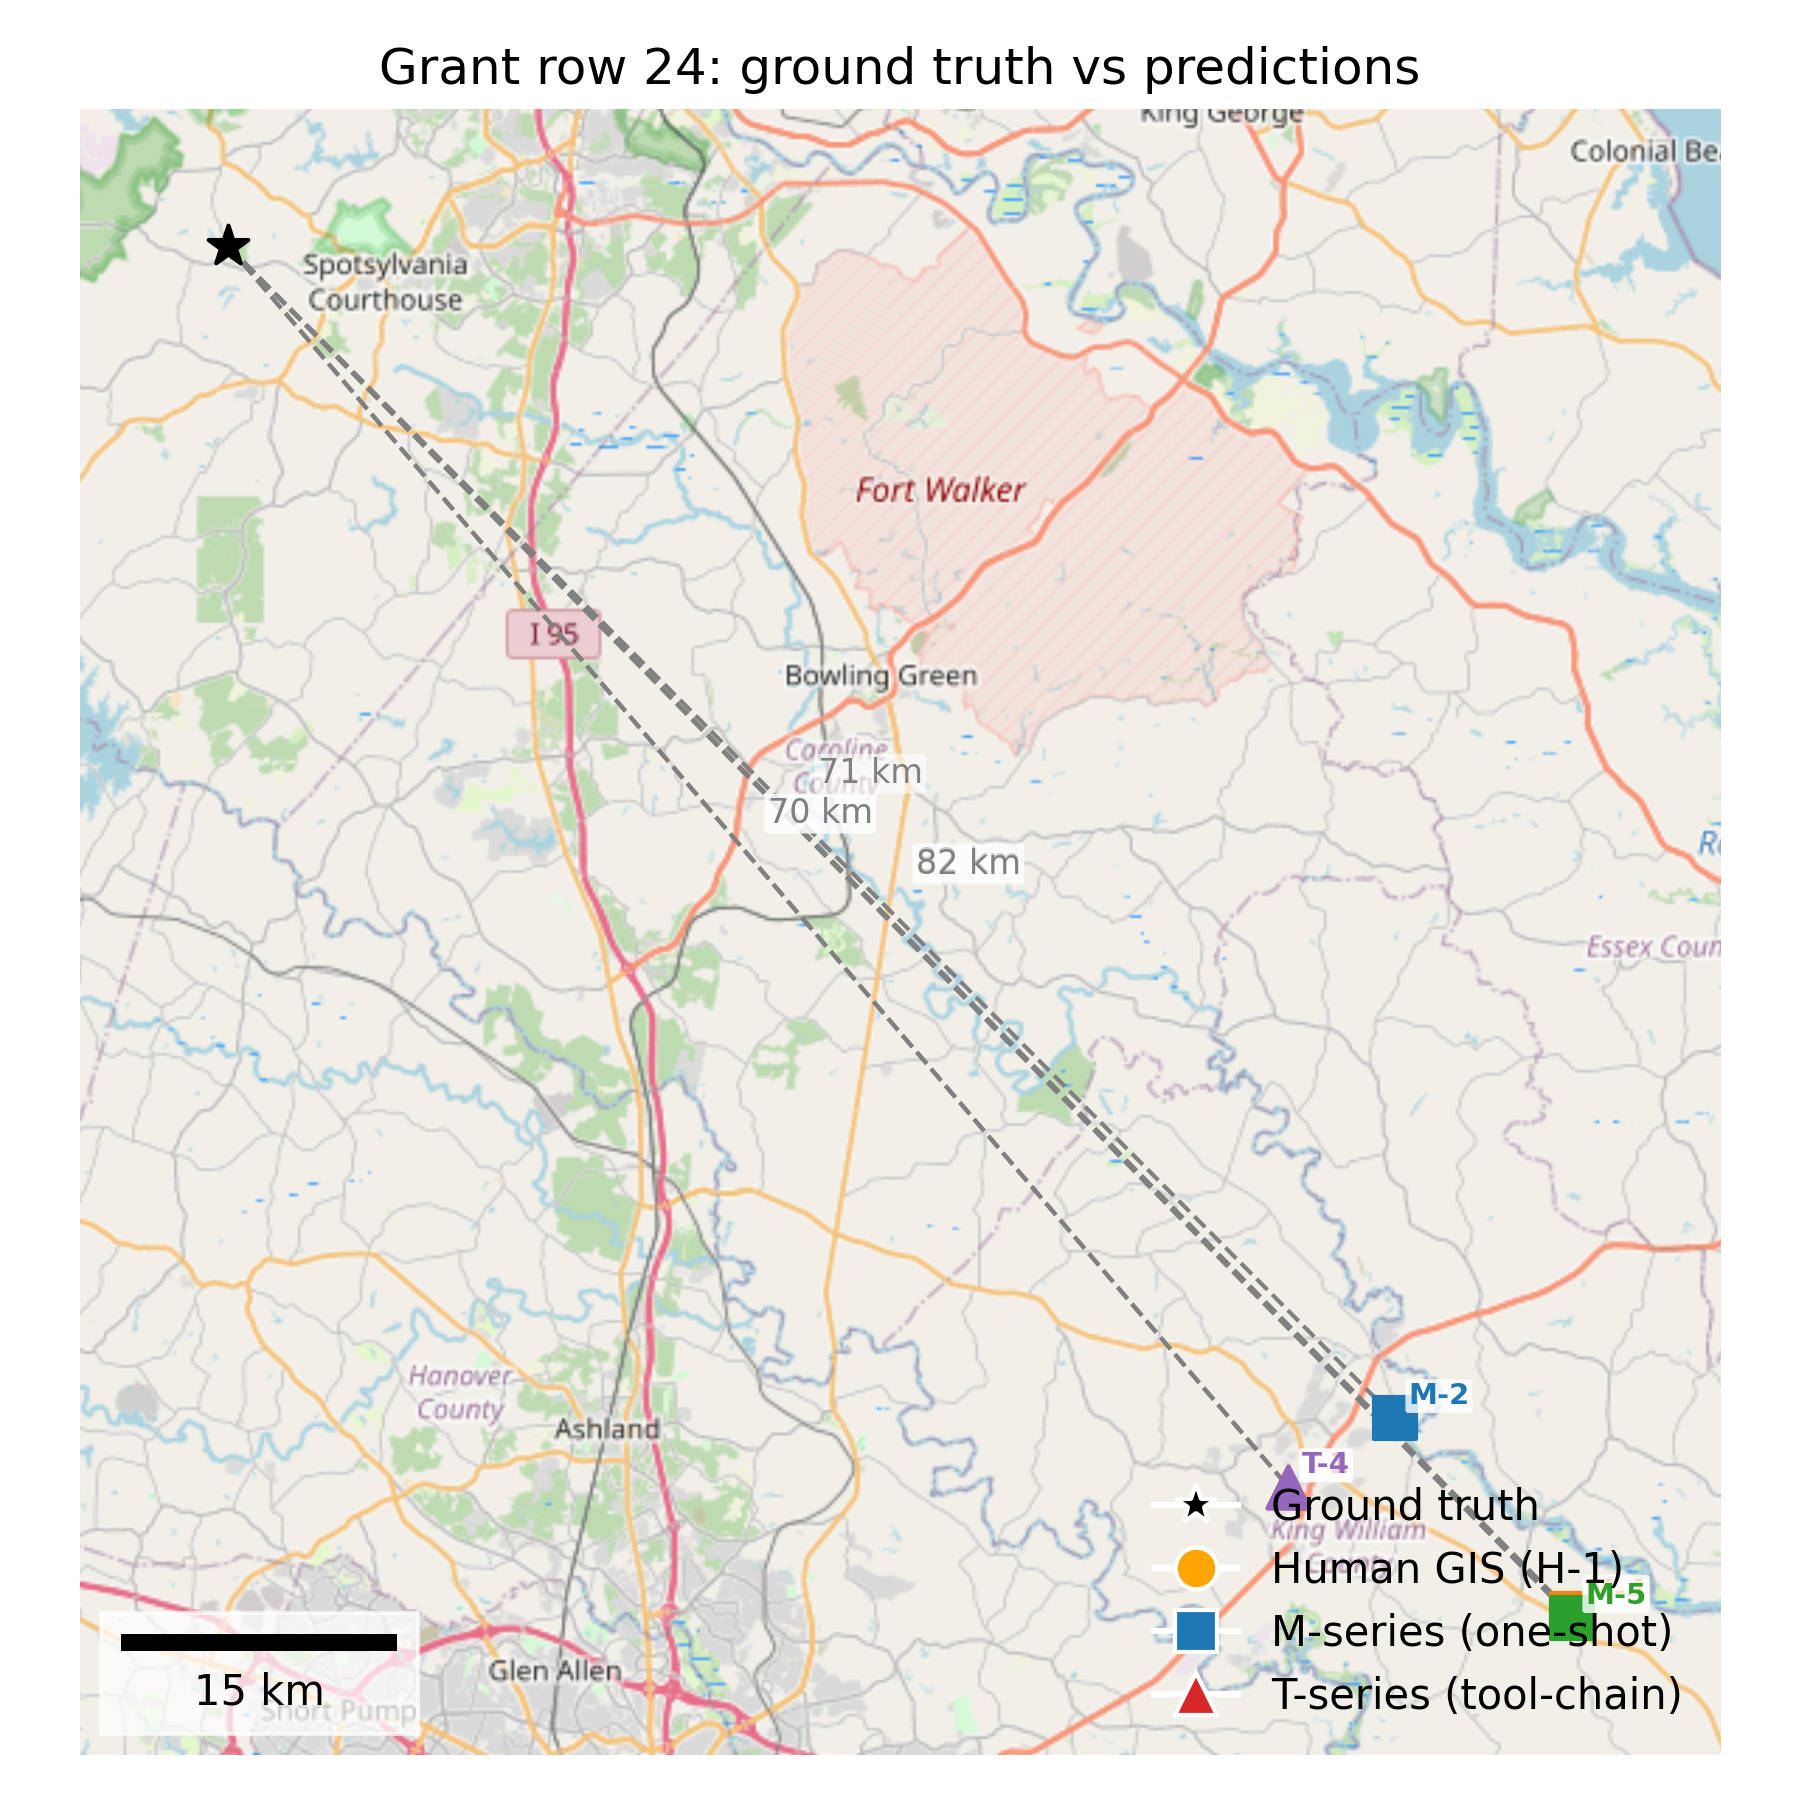 Grant row 24: ground truth vs predictions
King George
Colonial Bea
Spotsylvania
Courthouse
Fort Walker
I 95
Bowling Green
Caroline
County
71 km
70 km
82 km
Essex Coun
Hanover
County
Ashland
M-2
T-4
Ground truth
King William
Human GIS (H-1)
M-5
M-series (one-shot)
T-series (tool-chain)
Glen Allen
15 km
Short Pump